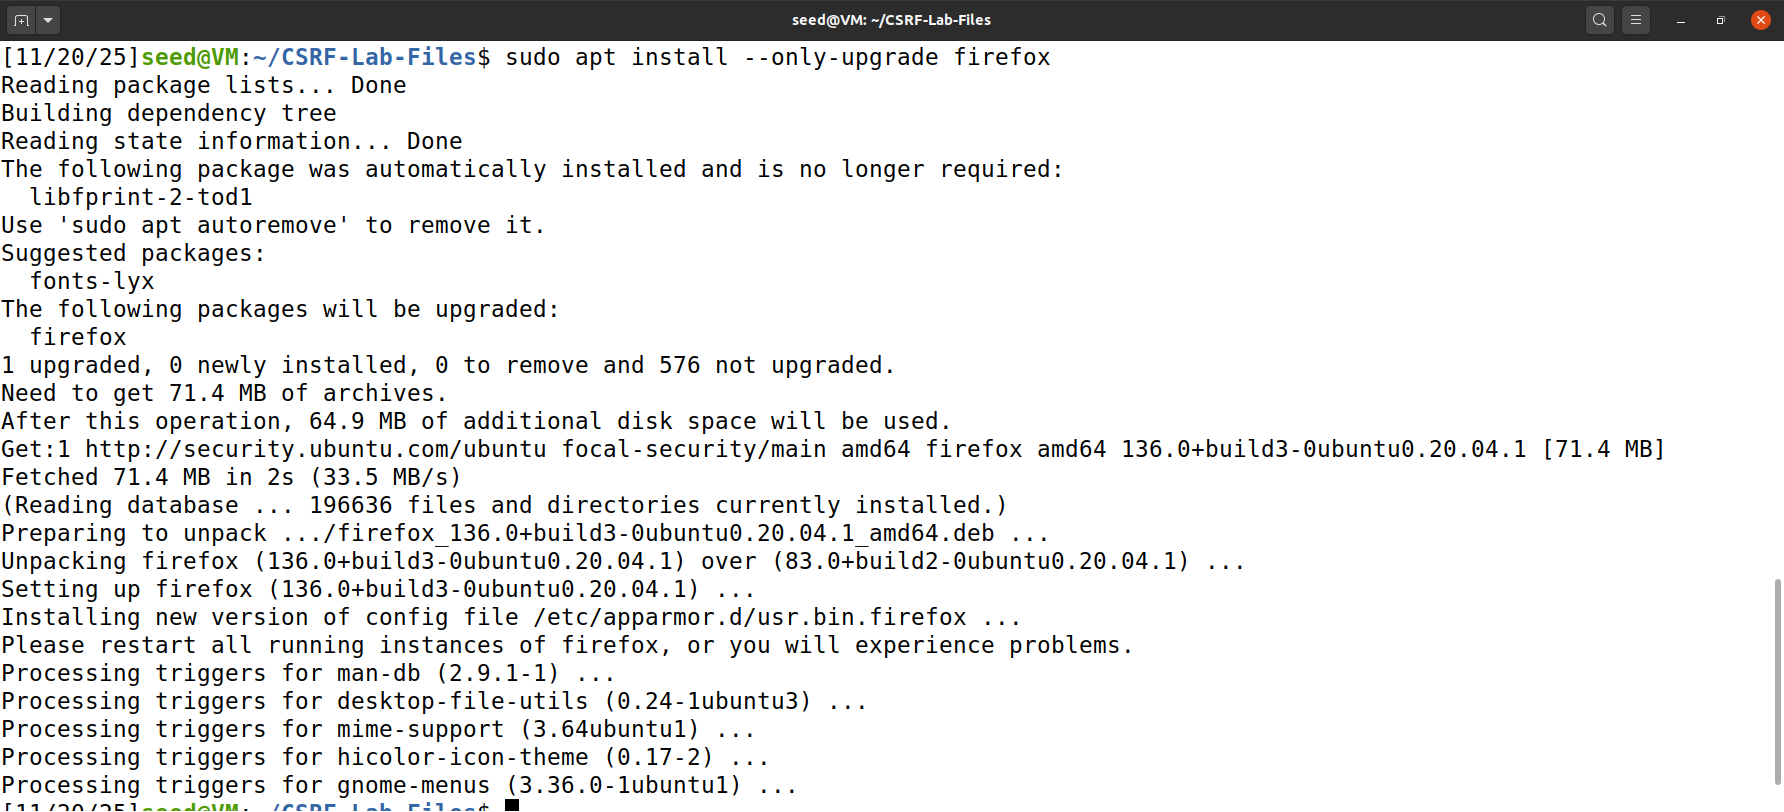 seed@VM: ~/CSRF-Lab-Files
[11/20/25]seed@VM:~/CSRF-Lab-Files$ sudo apt install --only-upgrade firefox
Reading package lists... Done
Building dependency tree
Reading state information... Done
The following package was automatically installed and is no longer required:
  libfprint-2-tod1
Use 'sudo apt autoremove' to remove it.
Suggested packages:
  fonts-lyx
The following packages will be upgraded:
  firefox
1 upgraded, 0 newly installed, 0 to remove and 576 not upgraded.
Need to get 71.4 MB of archives.
After this operation, 64.9 MB of additional disk space will be used.
Get:1 http://security.ubuntu.com/ubuntu focal-security/main amd64 firefox amd64 136.0+build3-0ubuntu0.20.04.1 [71.4 MB]
Fetched 71.4 MB in 2s (33.5 MB/s)
(Reading database ... 196636 files and directories currently installed.)
Preparing to unpack .../firefox_136.0+build3-0ubuntu0.20.04.1_amd64.deb ...
Unpacking firefox (136.0+build3-0ubuntu0.20.04.1) over (83.0+build2-0ubuntu0.20.04.1) ...
Setting up firefox (136.0+build3-0ubuntu0.20.04.1) ...
Installing new version of config file /etc/apparmor.d/usr.bin.firefox ...
Please restart all running instances of firefox, or you will experience problems.
Processing triggers for man-db (2.9.1-1) ...
Processing triggers for desktop-file-utils (0.24-1ubuntu3) ...
Processing triggers for mime-support (3.64ubuntu1) ...
Processing triggers for hicolor-icon-theme (0.17-2) ...
Processing triggers for gnome-menus (3.36.0-1ubuntu1) ...
[11/20/25]seed@VM:~/CSRF-Lab-Files$